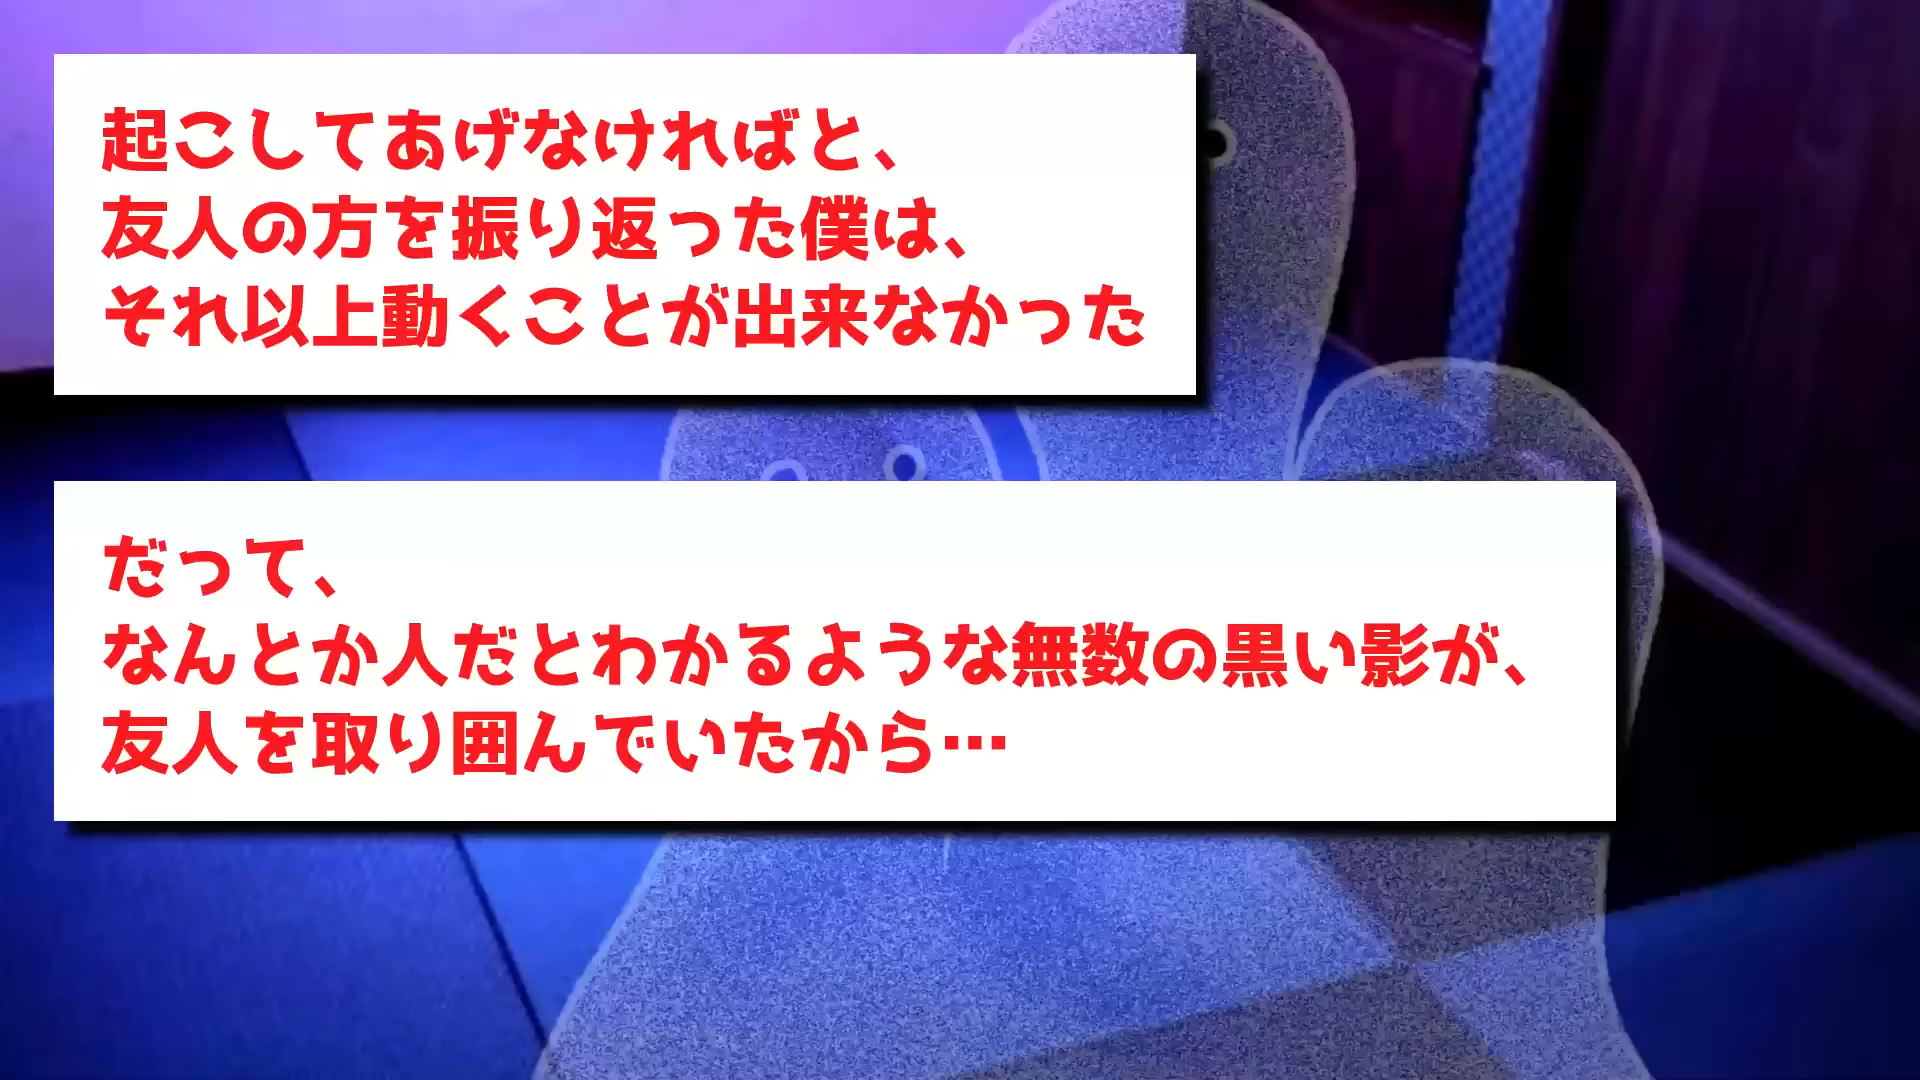 起こしてあげなければと、
友人の方を振り返った僕は、
それ以上動くことが出来なかった
だって、
なんとか人だとわかるような無数の黒い影が、
友人を取り囲んでいたから…